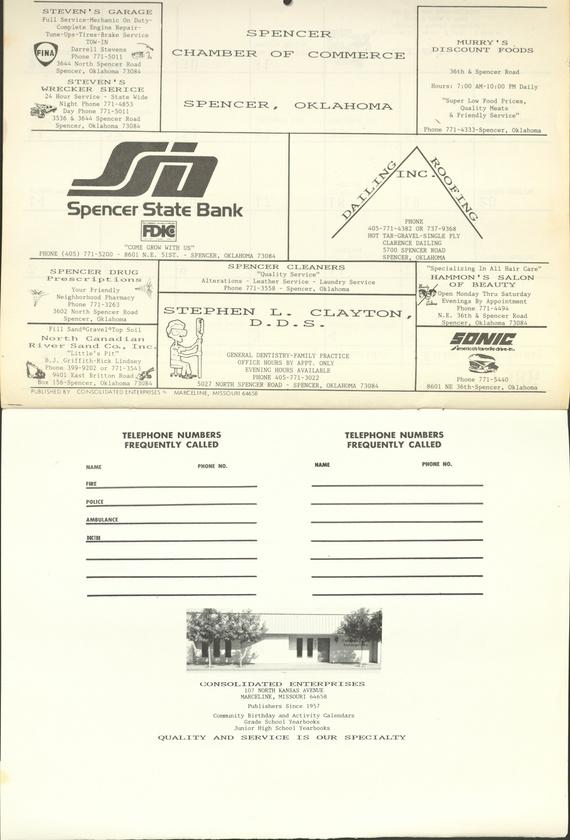 STEVEN'S GARAGE
Full Service-Mechanic On Duty-
Complete Engine Repair-
Tune-Ups-Tires-Brake Service
TOW-IN
FINA
Darrell Stevens
Phone 771-5011
3644 North Spencer Road
Spencer, Oklahoma 73084
STEVEN'S
WRECKER SERICE
24 Hour Service - State Wide
Night Phone 771-4853
Day Phone 771-5011
3536 & 3644 Spencer Road
Spencer, Oklahoma 73084
SPENCER
CHAMBER OF COMMERCE
SPENCER, OKLAHOMA
MURRY'S
DISCOUNT FOODS
36th & Spencer Road
Hours: 7:00 AM-10:00 PM Daily
"Super Low Food Prices,
Quality Meats
& Friendly Service"
Phone 771-4333-Spencer, Oklahoma
Spencer State Bank
FDIC
"COME GROW WITH US"
PHONE (405) 771-5200 - 8601 N.E. 51ST. - SPENCER, OKLAHOMA 73084
DAILING ROOFING
INC.
PHONE
405-771-4382 OR 737-9368
HOT TAR-GRAVEL-SINGLE PLY
CLARENCE DAILING
5700 SPENCER ROAD
SPENCER, OKLAHOMA
SPENCER DRUG
Prescriptions
Your Friendly
Neighborhood Pharmacy
Phone 771-3263
3602 North Spencer Road
Spencer, Oklahoma
Fill Sand*Gravel*Top Soil
North Canadian
River Sand Co., Inc.
"Little's Pit"
B.J. Griffith-Rick Lindsey
Phone 399-9202 or 771-3543
9401 East Britton Road
Box 156-Spencer, Oklahoma 73084
SPENCER CLEANERS
"Quality Service"
Alterations - Leather Service - Laundry Service
Phone 771-3558 - Spencer, Oklahoma
STEPHEN L. CLAYTON,
D.D.S.
GENERAL DENTISTRY-FAMILY PRACTICE
OFFICE HOURS BY APPT. ONLY
EVENING HOURS AVAILABLE
PHONE 405-771-3022
5027 NORTH SPENCER ROAD - SPENCER, OKLAHOMA 73084
"Specializing In All Hair Care"
HAMMON'S SALON
OF BEAUTY
Open Monday Thru Saturday
Evenings By Appointment
Phone 771-4494
N.E. 36th & Spencer Road
Spencer, Oklahoma 73084
SONIC
America's favorite drive-in.
Phone 771-5440
8601 NE 36th-Spencer, Oklahoma
PUBLISHED BY CONSOLIDATED ENTERPRISES MARCELINE, MISSOURI 64658
TELEPHONE NUMBERS
FREQUENTLY CALLED
NAME PHONE NO.
FIRE
POLICE
AMBULANCE
DOCTOR
TELEPHONE NUMBERS
FREQUENTLY CALLED
NAME PHONE NO.
CONSOLIDATED ENTERPRISES
107 NORTH KANSAS AVENUE
MARCELINE, MISSOURI 64658
Publishers Since 1957
Community Birthday and Activity Calendars
Grade School Yearbooks
Junior High School Yearbooks
QUALITY AND SERVICE IS OUR SPECIALTY